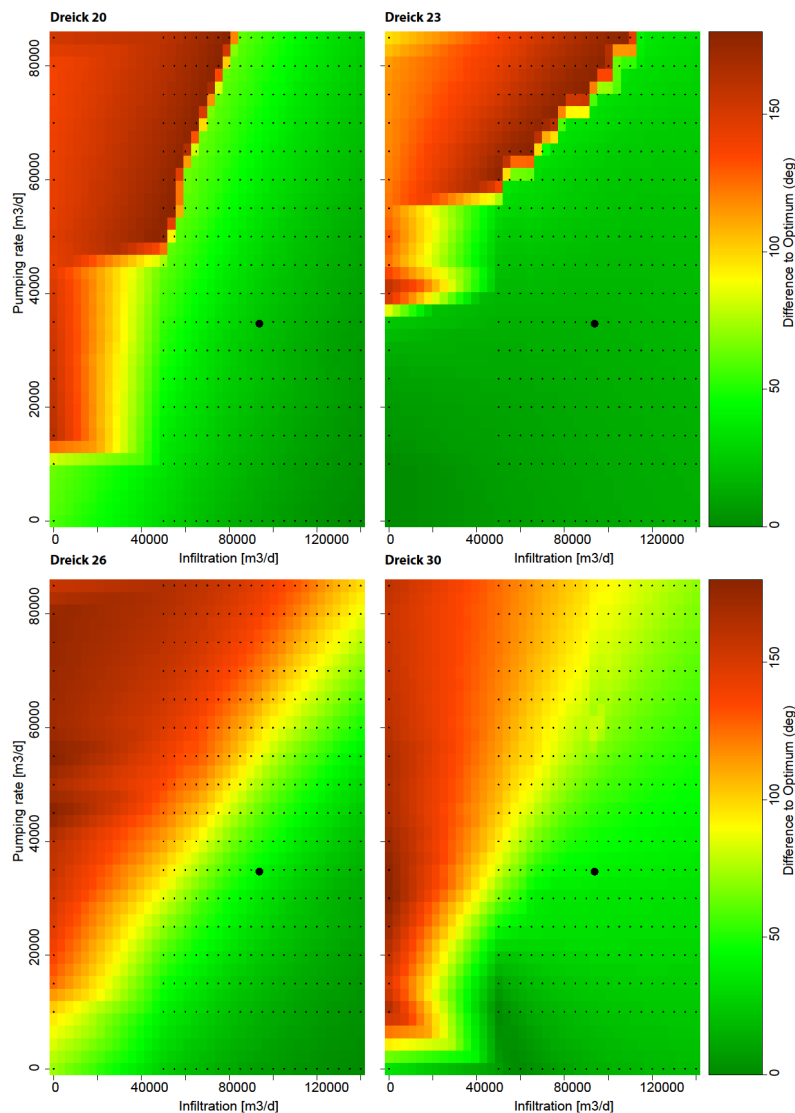 Dreick 20
Dreick 23
80000
60000
40000
20000
0
Pumping rate [m3/d]
0
40000
80000
120000
Infiltration [m3/d]
0
40000
80000
120000
Infiltration [m3/d]
150
100
50
0
Difference to Optimum (deg)
Dreick 26
Dreick 30
80000
60000
40000
20000
0
Pumping rate [m3/d]
0
40000
80000
120000
Infiltration [m3/d]
0
40000
80000
120000
Infiltration [m3/d]
150
100
50
0
Difference to Optimum (deg)